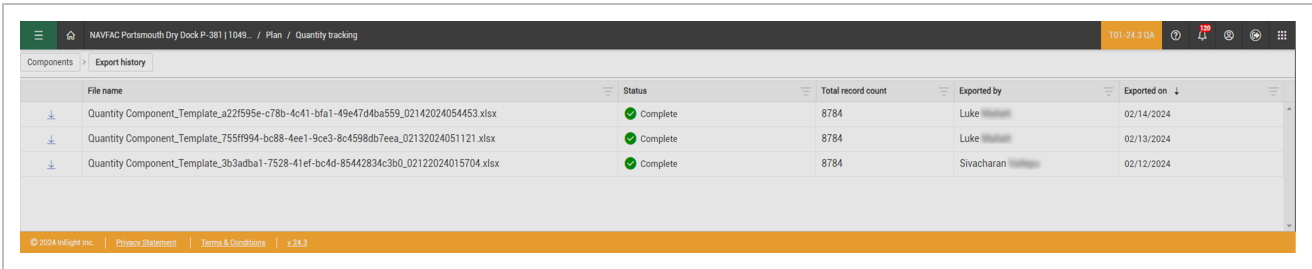 NAVFAC Portsmouth Dry Dock P-381 | 1049... / Plan / Quantity tracking T01-24.3 QA 120
Components > Export history
File name Status Total record count Exported by Exported on ↓
Quantity Component_Template_a22f595e-c78b-4c41-bfa1-49e47d4ba559_02142024054453.xlsx Complete 8784 Luke 02/14/2024
Quantity Component_Template_755ff994-bc88-4ee1-9ce3-8c4598db7eea_02132024051121.xlsx Complete 8784 Luke 02/13/2024
Quantity Component_Template_3b3adba1-7528-41ef-bc4d-85442834c3b0_02122024015704.xlsx Complete 8784 Sivacharan 02/12/2024
© 2024 InEight Inc. | Privacy Statement | Terms & Conditions | v 24.3